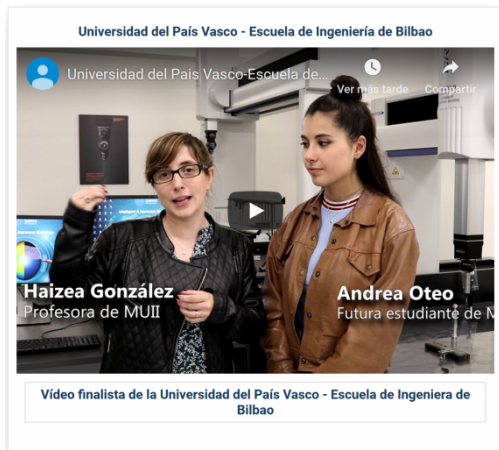 Universidad del País Vasco - Escuela de Ingeniería de Bilbao
Universidad del Pais Vasco-Escuela de...
Ver más tarde
Compartir
Haizea González
Profesora de MUII
Andrea Oteo
Futura estudiante de M
Vídeo finalista de la Universidad del País Vasco - Escuela de Ingeniera de
Bilbao